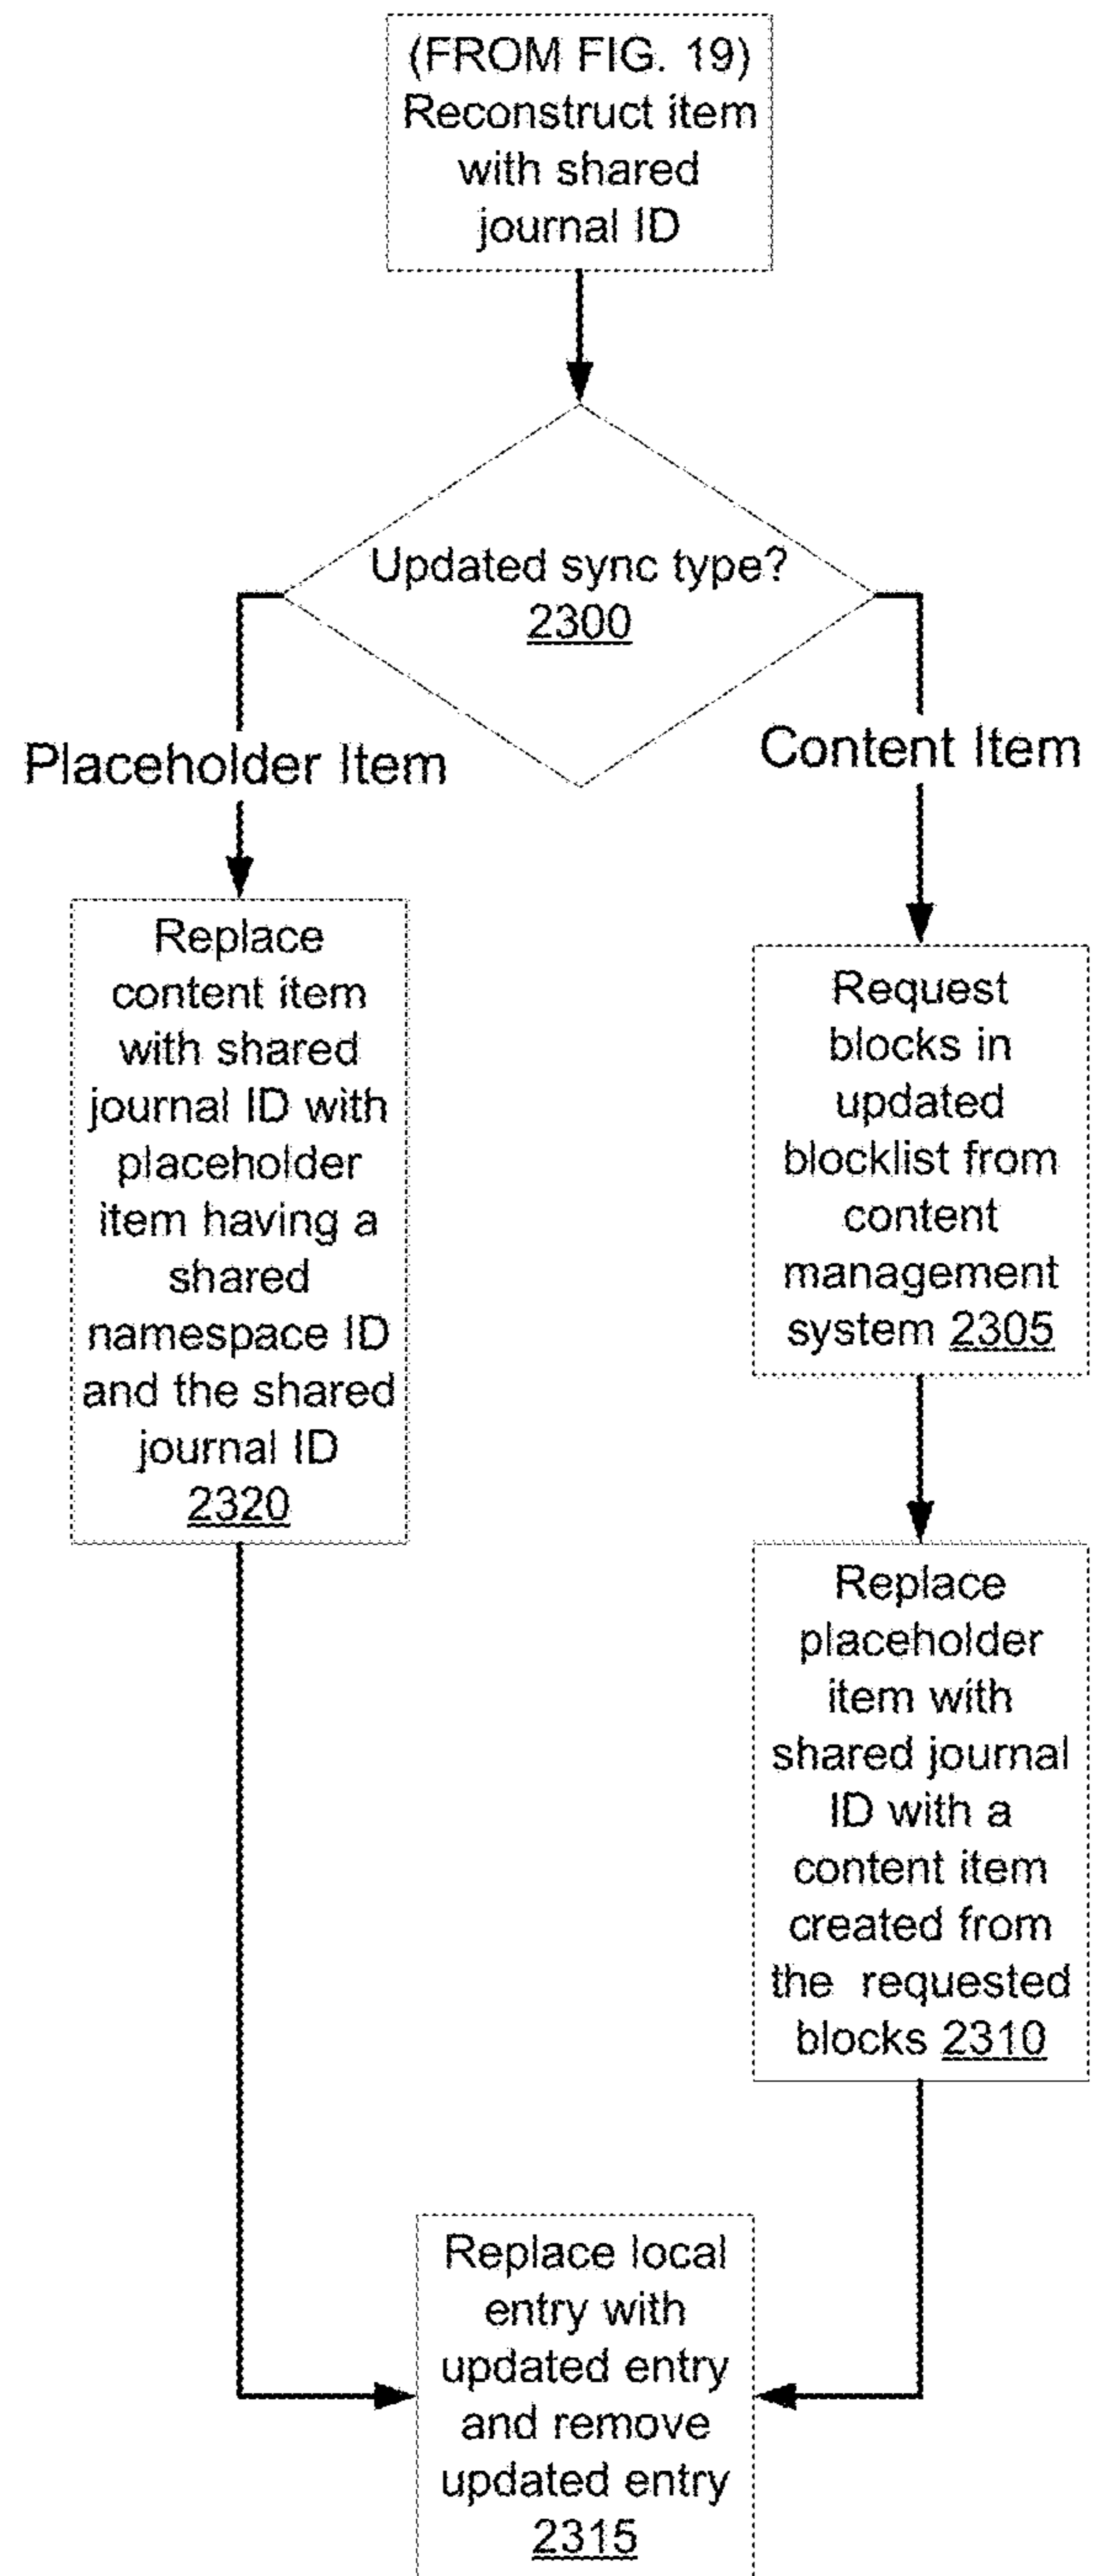 (FROM FIG. 19)
Reconstruct item
with shared
journal ID
Updated sync type?
2300
Placeholder Item
Content Item
Replace
content item
with shared
journal ID with
placeholder
item having a
shared
namespace ID
and the shared
journal ID
2320
Request
blocks in
updated
blocklist from
content
management
system 2305
Replace
placeholder
item with
shared journal
ID with a
content item
created from
the requested
blocks 2310
Replace local
entry with
updated entry
and remove
updated entry
2315